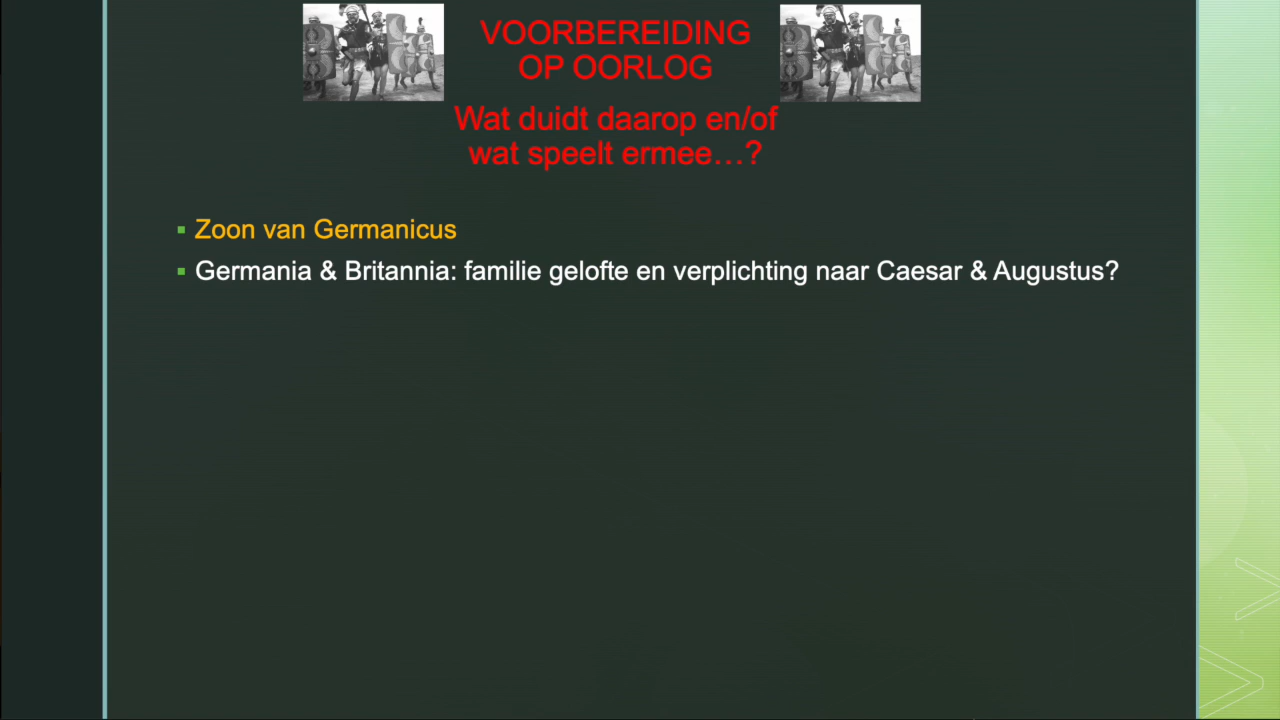 VOORBEREIDING
OP OORLOG
Wat duidt daarop en/of
wat speelt ermee…?
▪ Zoon van Germanicus
▪ Germania & Britannia: familie gelofte en verplichting naar Caesar & Augustus?